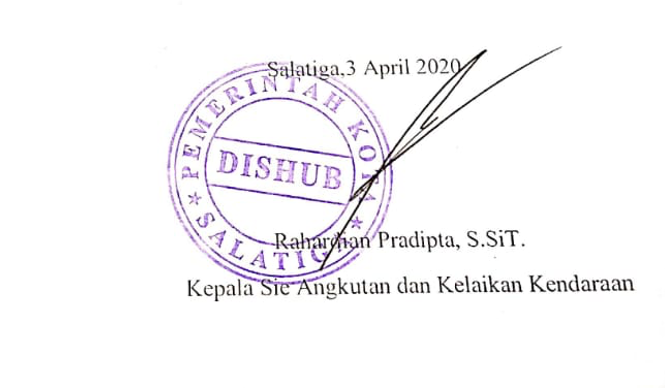 Salatiga,3 April 2020
PEMERINTAH KOTA
DISHUB
SALATIGA
Rahardian Pradipta, S.SiT.
Kepala Sie Angkutan dan Kelaikan Kendaraan